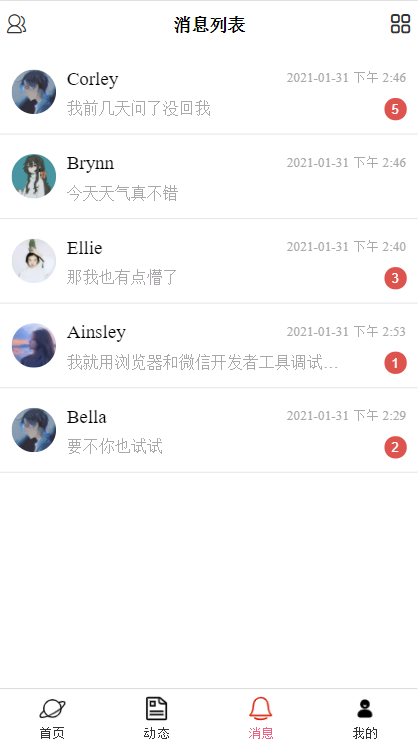 消息列表
Corley
2021-01-31 下午 2:46
我前几天问了没回我
5
Brynn
2021-01-31 下午 2:46
今天天气真不错
Ellie
2021-01-31 下午 2:40
那我也有点懵了
3
Ainsley
2021-01-31 下午 2:53
我就用浏览器和微信开发者工具调试…
1
Bella
2021-01-31 下午 2:29
要不你也试试
2
首页
动态
消息
我的